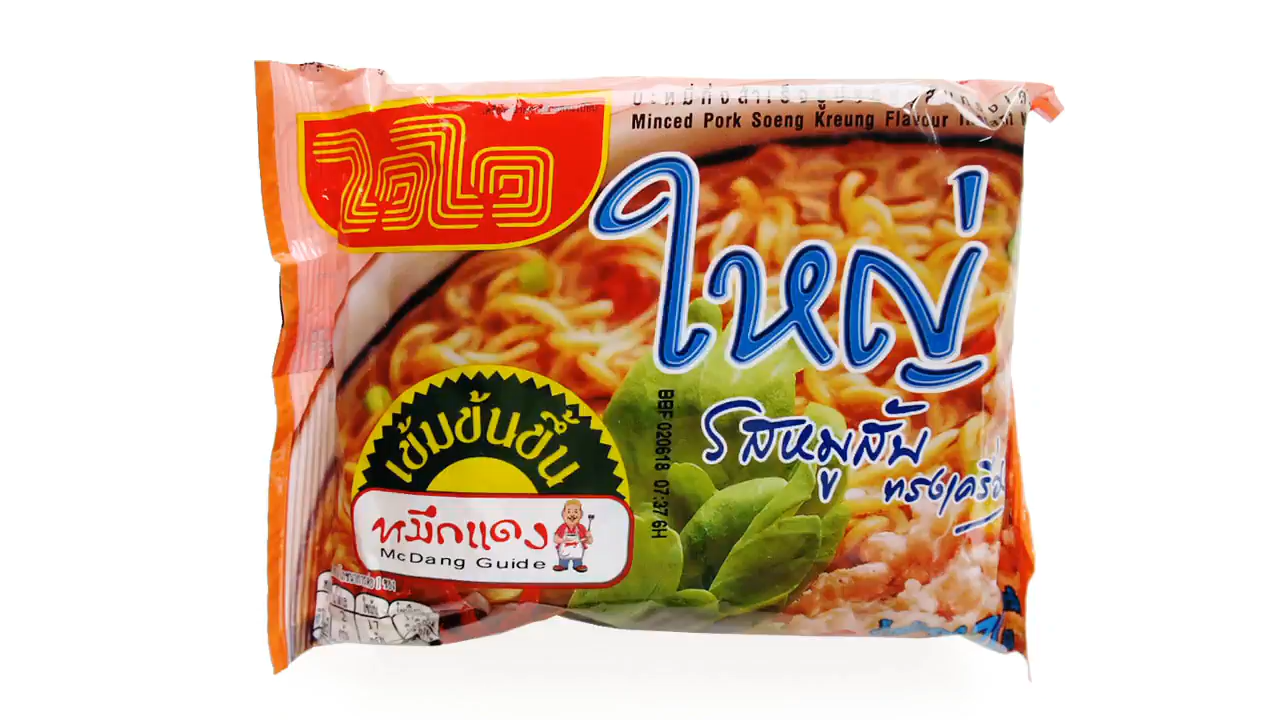 ไวไว
Minced Pork Soeng Kreung Flavour
ใหญ่
รสหมูสับ
ทรงเครื่
เข้มข้นขึ้น
หมึกแดง
McDang Guide
BBF 020618 07:37 6H